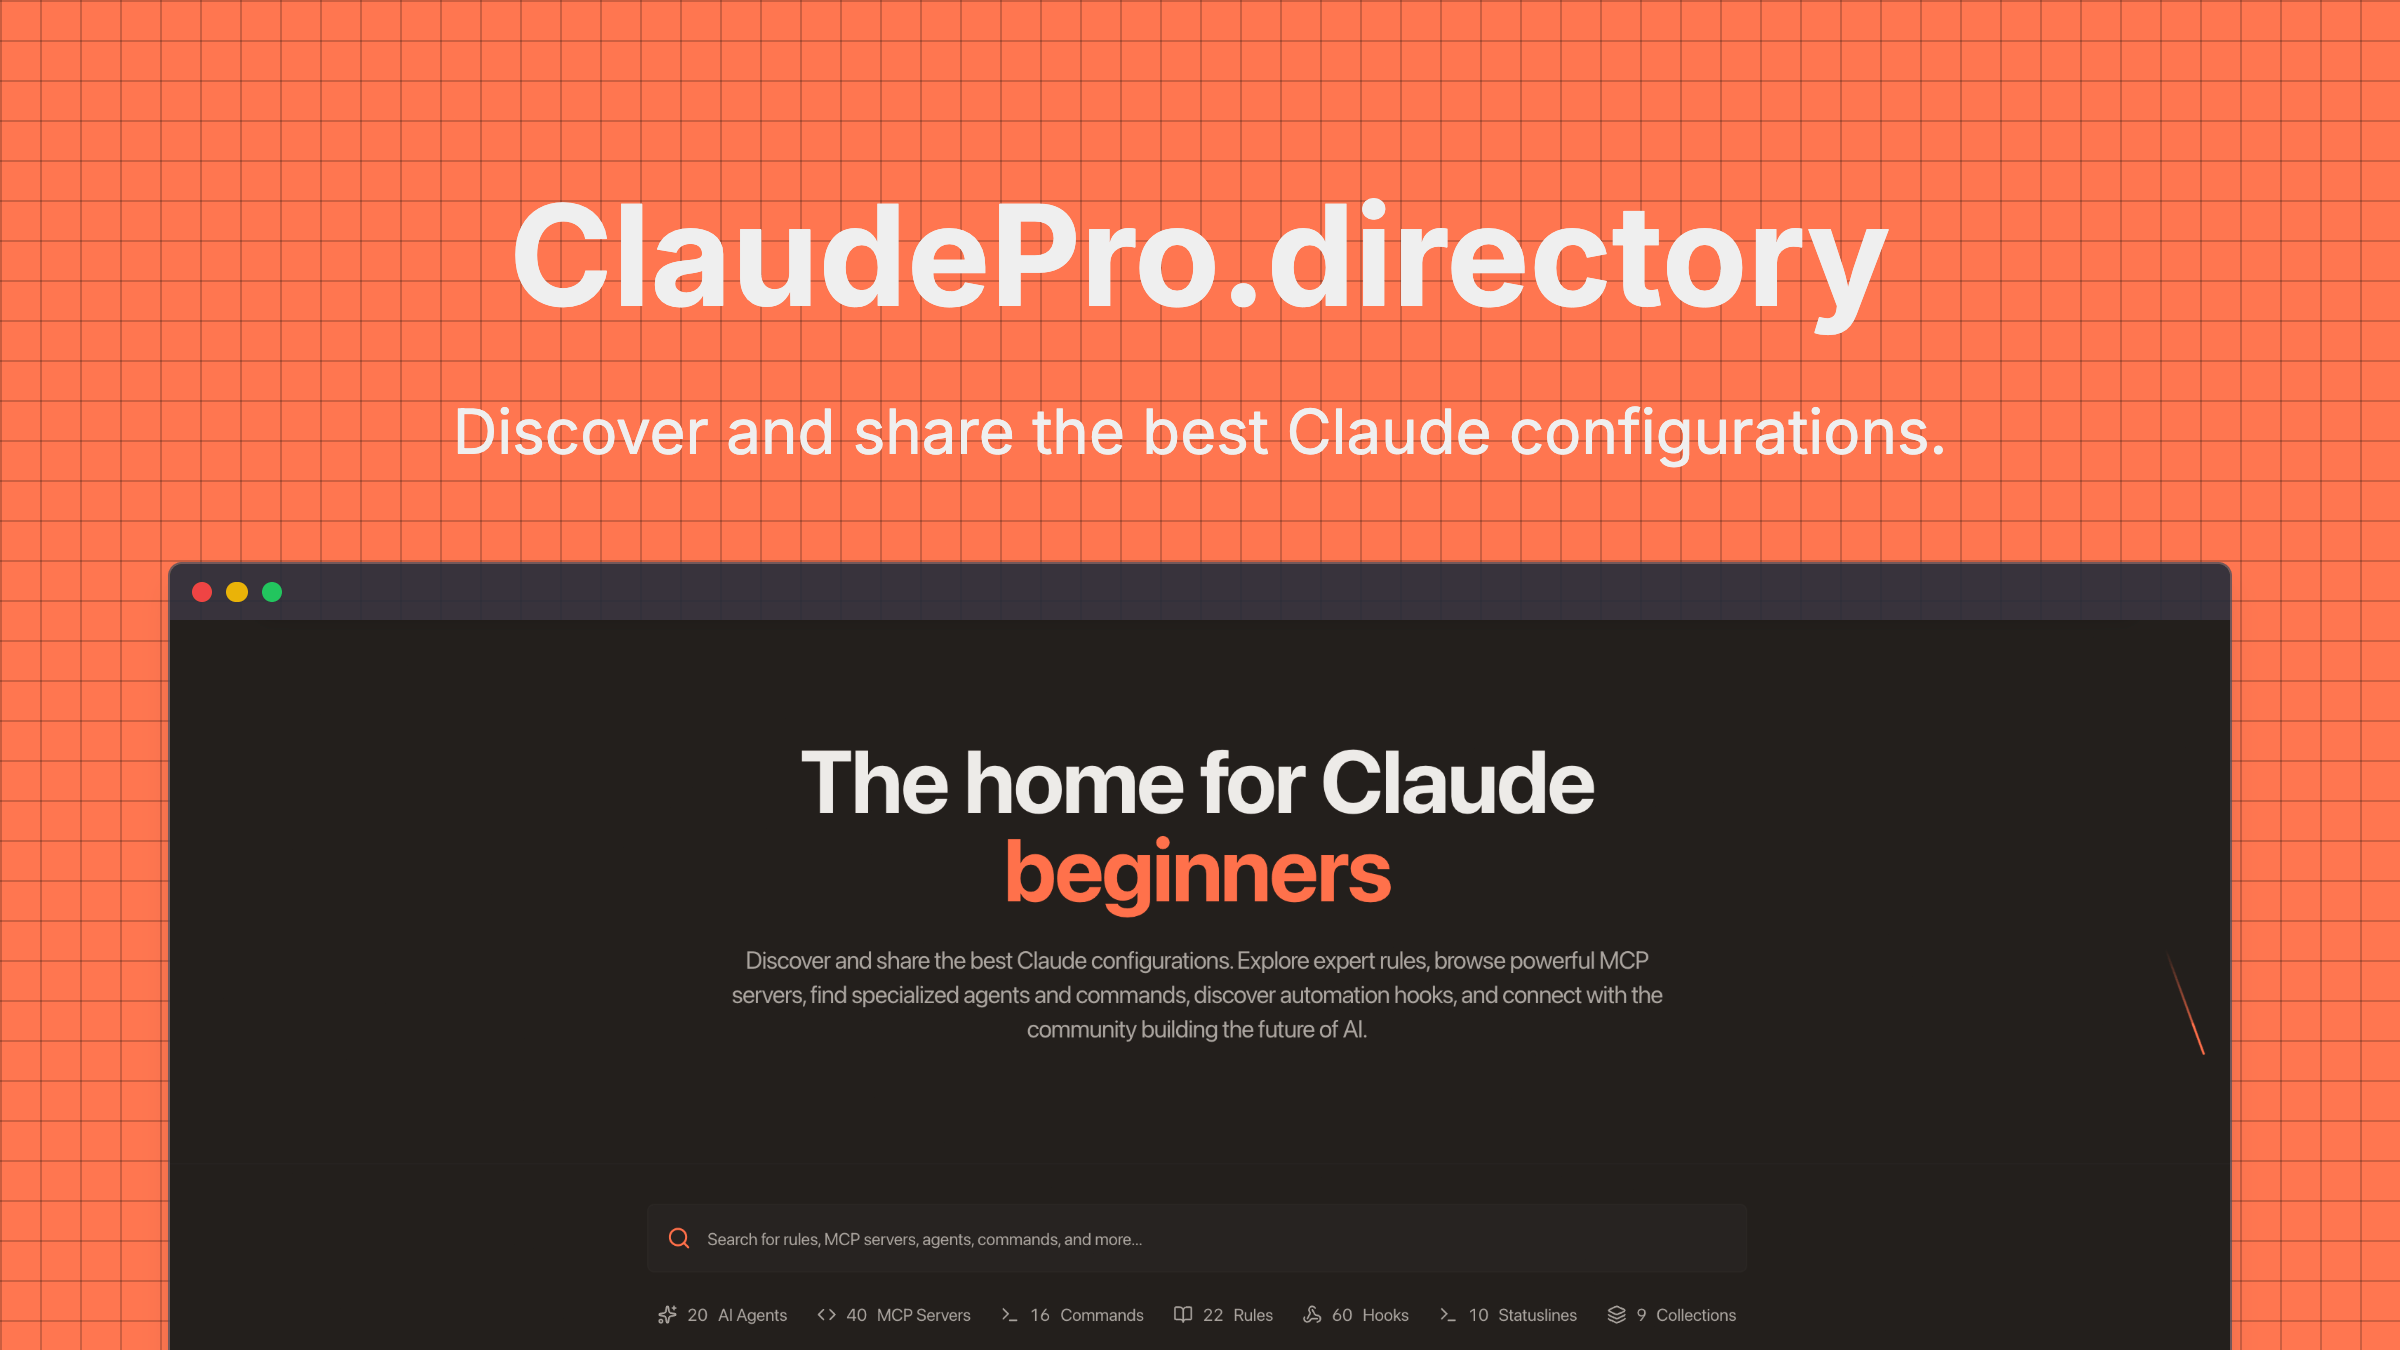 ClaudePro.directory
Discover and share the best Claude configurations.
The home for Claude
beginners
Discover and share the best Claude configurations. Explore expert rules, browse powerful MCP
servers, find specialized agents and commands, discover automation hooks, and connect with the
community building the future of AI.
Search for rules, MCP servers, agents, commands, and more...
20 AI Agents 40 MCP Servers 16 Commands 22 Rules 60 Hooks 10 Statuslines 9 Collections